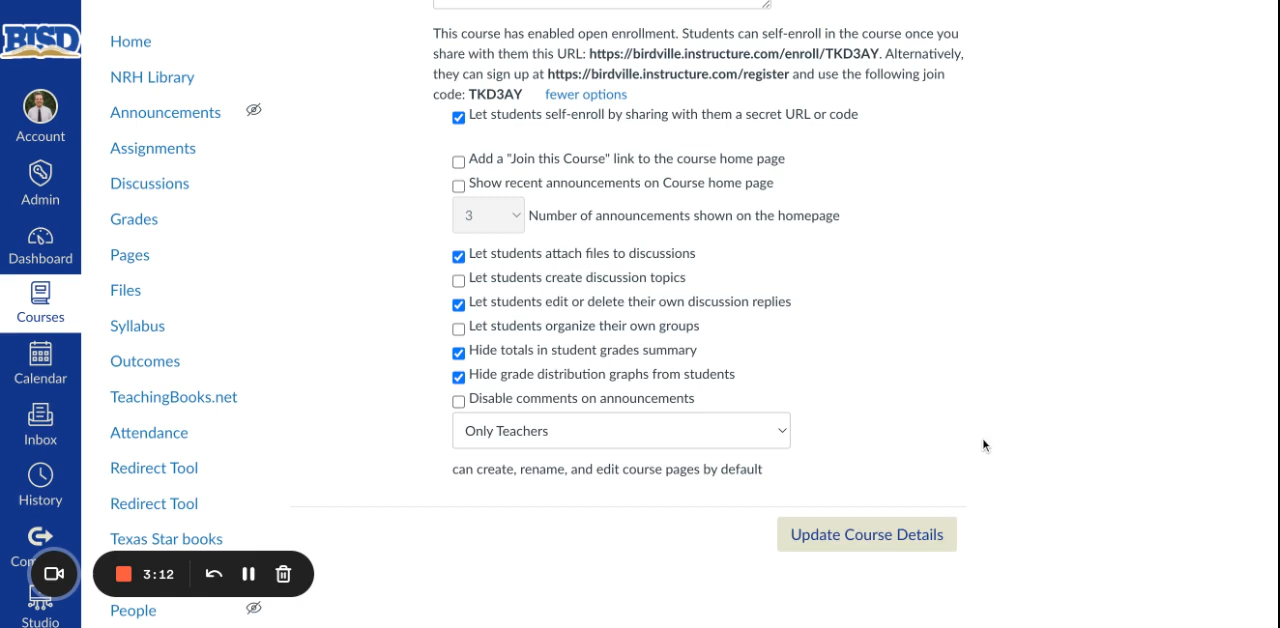 BISD
Account
Admin
Dashboard
Courses
Calendar
Inbox
History
Studio
Home
NRH Library
Announcements
Assignments
Discussions
Grades
Pages
Files
Syllabus
Outcomes
TeachingBooks.net
Attendance
Redirect Tool
Redirect Tool
Texas Star books
People
3:12
This course has enabled open enrollment. Students can self-enroll in the course once you
share with them this URL: https://birdville.instructure.com/enroll/TKD3AY. Alternatively,
they can sign up at https://birdville.instructure.com/register and use the following join
code: TKD3AY fewer options
Let students self-enroll by sharing with them a secret URL or code
Add a "Join this Course" link to the course home page
Show recent announcements on Course home page
3 Number of announcements shown on the homepage
Let students attach files to discussions
Let students create discussion topics
Let students edit or delete their own discussion replies
Let students organize their own groups
Hide totals in student grades summary
Hide grade distribution graphs from students
Disable comments on announcements
Only Teachers
can create, rename, and edit course pages by default
Update Course Details